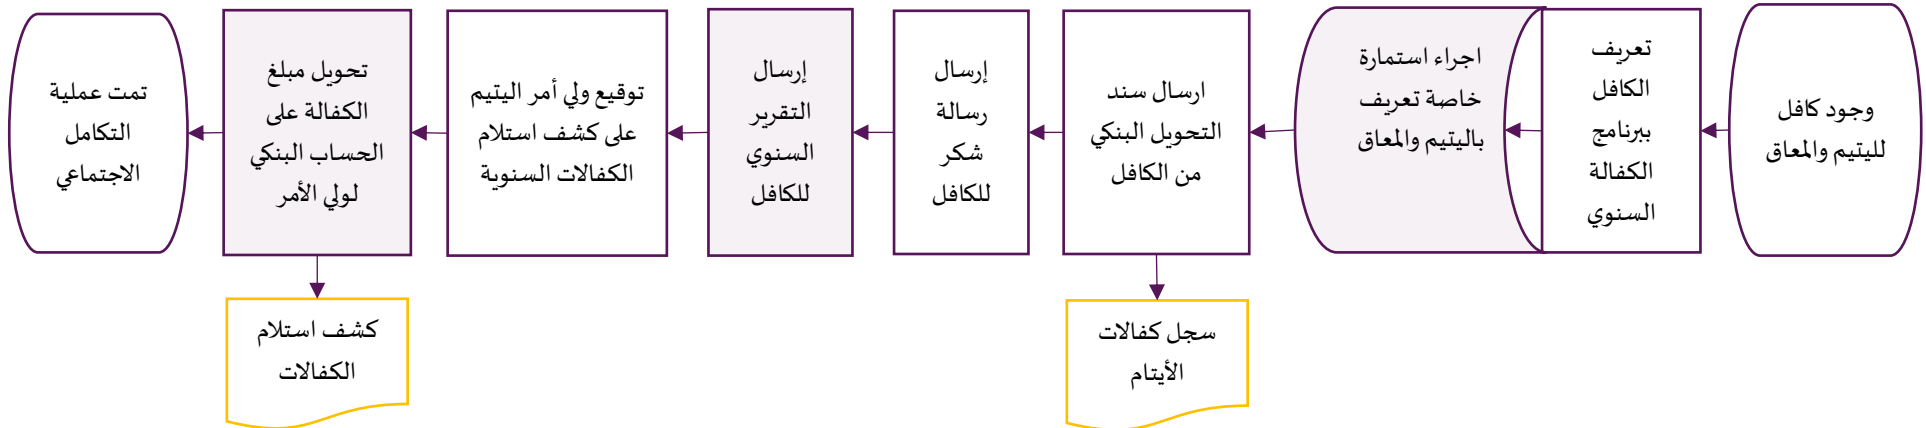 وجود كافل
لليتيم والمعاق
تعريف
الكافل
ببرنامج
الكفالة
السنوي
اجراء استمارة
خاصة تعريف
باليتيم والمعاق
ارسال سند
التحويل البنكي
من الكافل
إرسال
رسالة
شكر
للكافل
إرسال
التقرير
السنوي
للكافل
توقيع ولي أمر اليتيم
على كشف استلام
الكفالات السنوية
تحويل مبلغ
الكفالة على
الحساب البنكي
لولي الأمر
تمت عملية
التكامل
الاجتماعي
سجل كفالات
الأيتام
كشف استلام
الكفالات